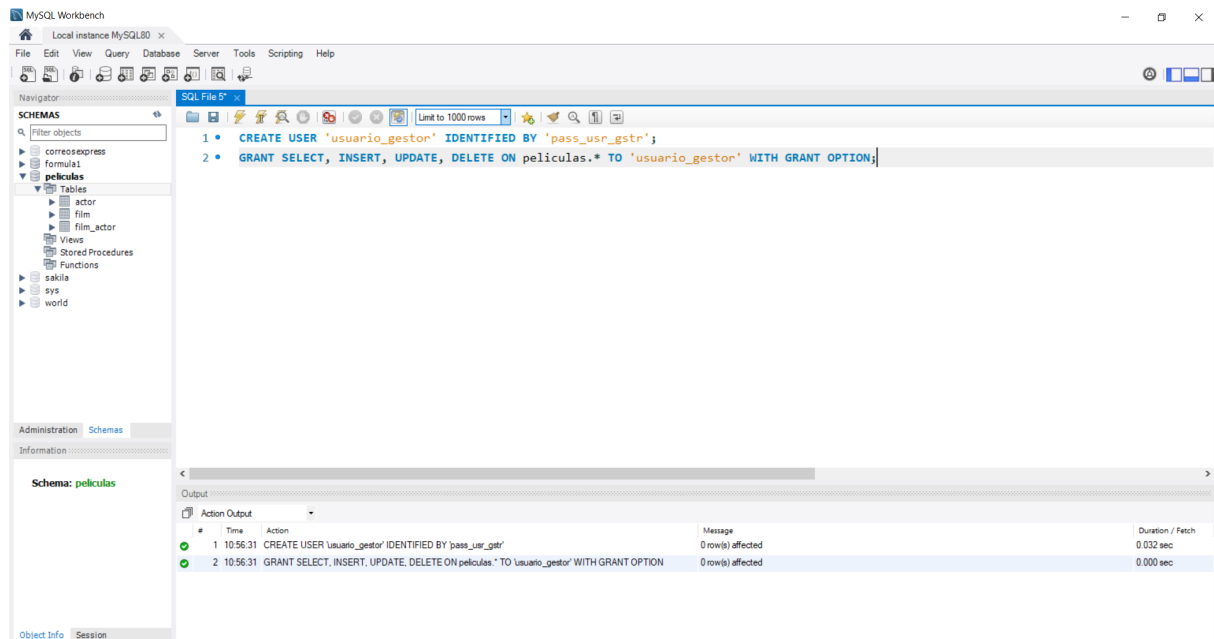 MySQL Workbench
Local instance MySQL80
File Edit View Query Database Server Tools Scripting Help
Navigator
SQL File 5*
SCHEMAS
Filter objects
Limit to 1000 rows
1 CREATE USER 'usuario_gestor' IDENTIFIED BY 'pass_usr_gstr';
2 GRANT SELECT, INSERT, UPDATE, DELETE ON peliculas.* TO 'usuario_gestor' WITH GRANT OPTION;
correosexpress
formula1
peliculas
Tables
actor
film
film_actor
Views
Stored Procedures
Functions
sakila
sys
world
Administration Schemas
Information
Schema: peliculas
Output
Action Output
# Time Action Message Duration / Fetch
1 10:56:31 CREATE USER 'usuario_gestor' IDENTIFIED BY 'pass_usr_gstr' 0 row(s) affected 0.032 sec
2 10:56:31 GRANT SELECT, INSERT, UPDATE, DELETE ON peliculas.* TO 'usuario_gestor' WITH GRANT OPTION 0 row(s) affected 0.000 sec
Object Info Session